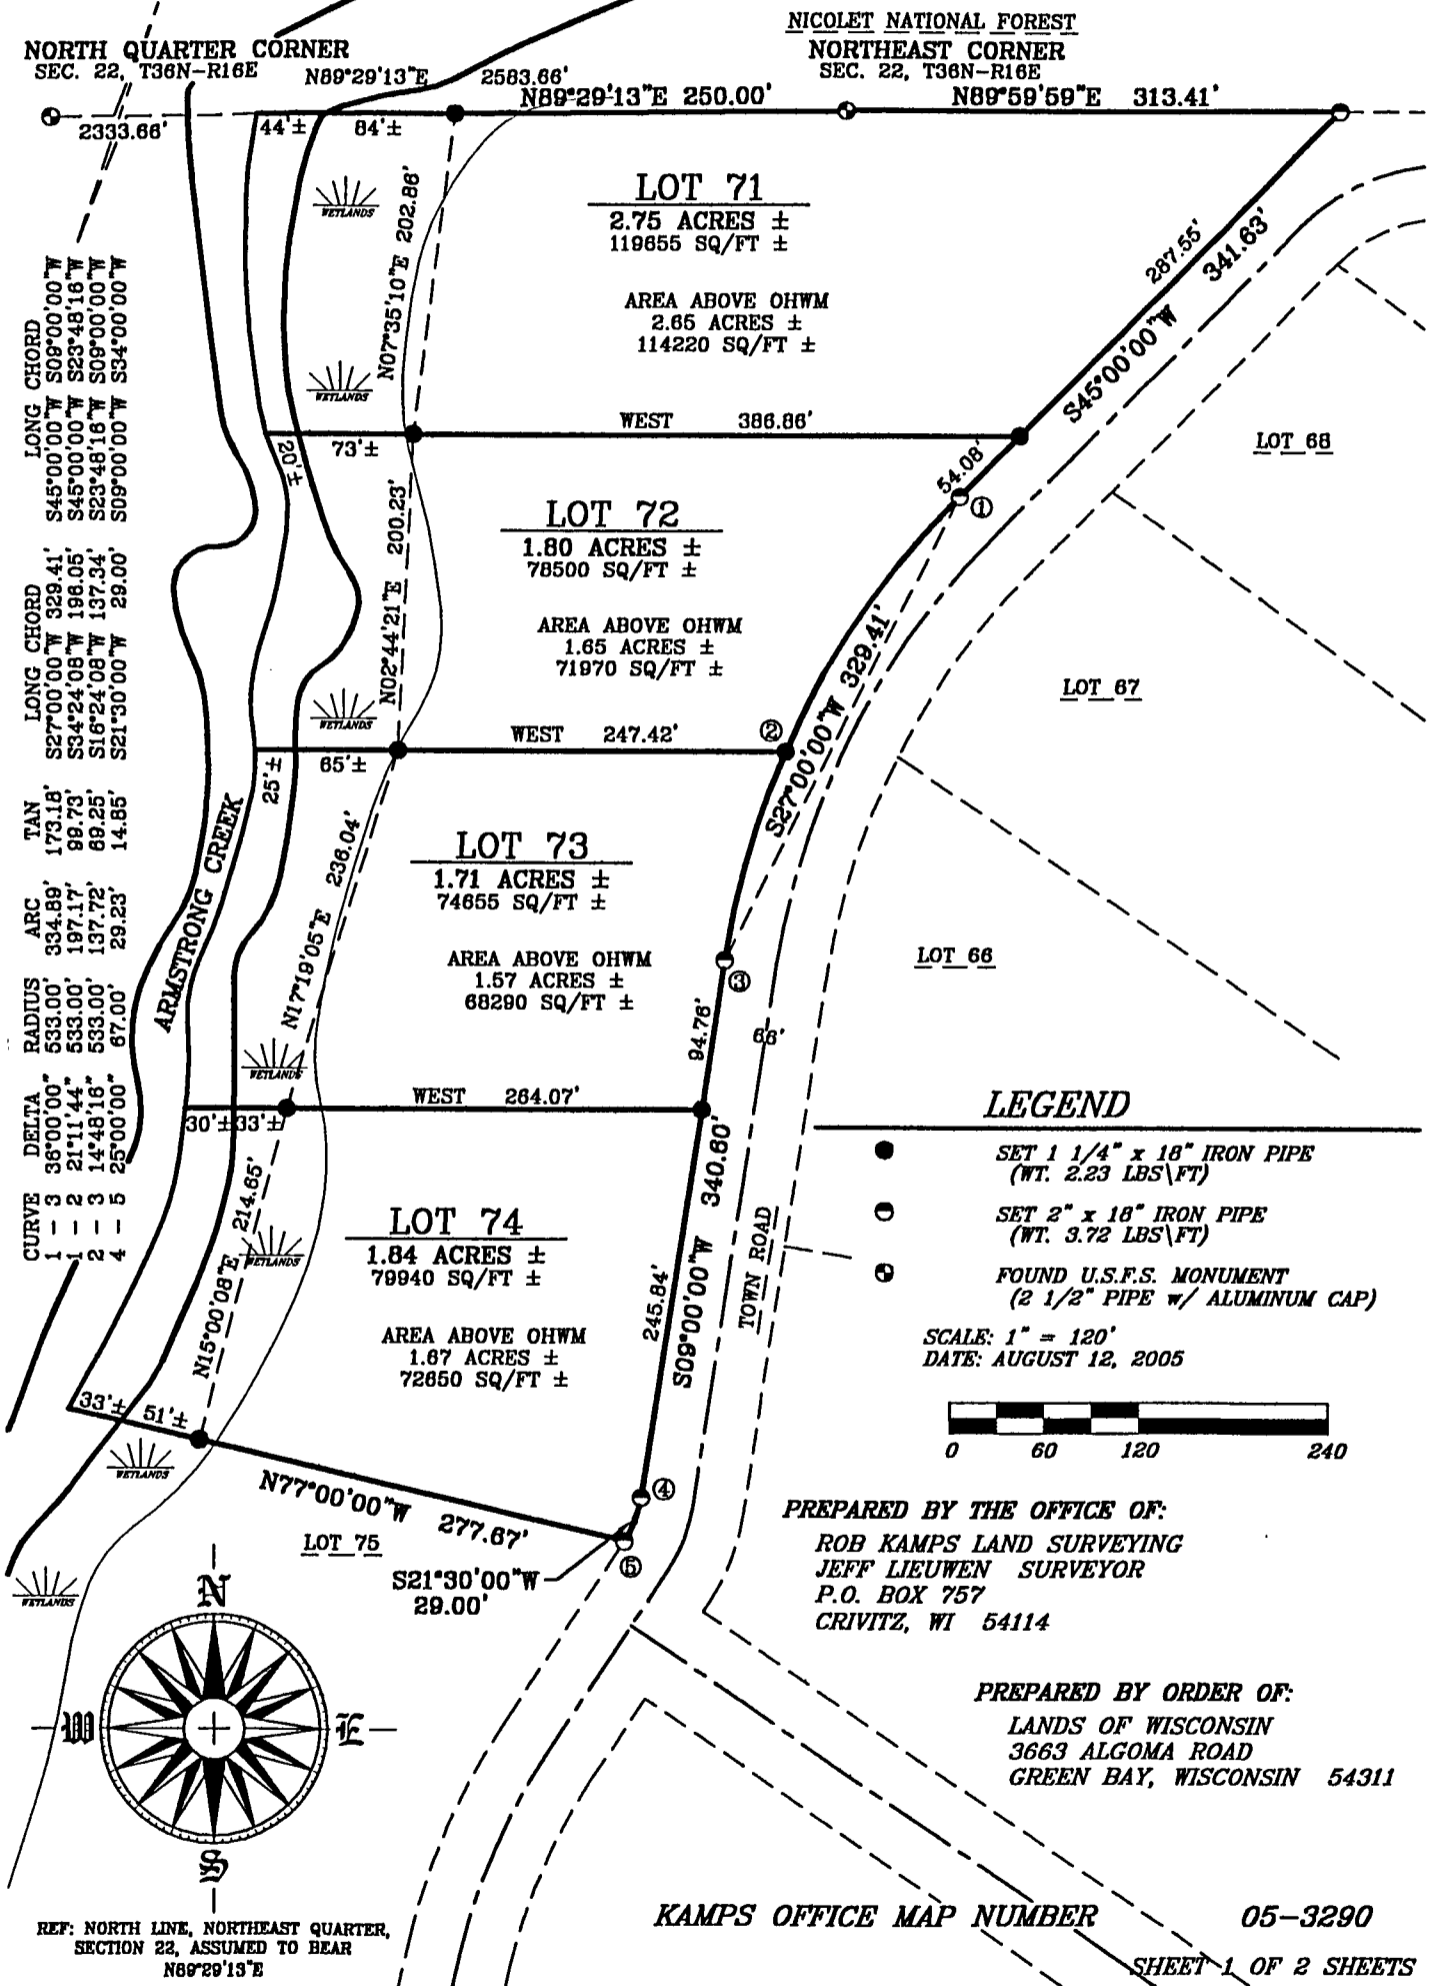 NICOLET NATIONAL FOREST
NORTH QUARTER CORNER
SEC. 22, T36N-R16E
NORTHEAST CORNER
SEC. 22, T36N-R16E
N89°29'13"E 2583.66'
N89°29'13"E 250.00'
N89°59'59"E 313.41'
2333.66'
44'±
84'±
WETLANDS
N07°35'10"E 202.86'
LOT 71
2.75 ACRES ±
119655 SQ/FT ±
AREA ABOVE OHWM
2.65 ACRES ±
114220 SQ/FT ±
287.55'
S45°00'00"W 341.63'
WETLANDS
WEST 386.86'
73'±
20'±
54.08'
①
LOT 68
N02°44'21"E 200.23'
LOT 72
1.80 ACRES ±
78500 SQ/FT ±
AREA ABOVE OHWM
1.65 ACRES ±
71970 SQ/FT ±
S27°00'00"W 329.41'
LOT 67
WETLANDS
WEST 247.42'
②
65'±
25'±
ARMSTRONG CREEK
N17°19'05"E 236.04'
LOT 73
1.71 ACRES ±
74655 SQ/FT ±
AREA ABOVE OHWM
1.57 ACRES ±
68290 SQ/FT ±
③
LOT 66
94.76'
66'
WETLANDS
WEST 264.07'
30'±
33'±
CURVE DELTA RADIUS ARC TAN LONG CHORD LONG CHORD
1 - 3 36°00'00" 533.00' 334.89' 173.18' S27°00'00"W 329.41' S45°00'00"W S09°00'00"W
1 - 2 21°11'44" 533.00' 197.17' 99.73' S34°24'08"W 196.05' S45°00'00"W S23°48'16"W
2 - 3 14°48'16" 533.00' 137.72' 69.25' S16°24'08"W 137.34' S23°48'16"W S09°00'00"W
4 - 5 25°00'00" 67.00' 29.23' 14.85' S21°30'00"W 29.00' S09°00'00"W S34°00'00"W
N15°00'08"E 214.65'
WETLANDS
LOT 74
1.84 ACRES ±
79940 SQ/FT ±
AREA ABOVE OHWM
1.67 ACRES ±
72650 SQ/FT ±
245.84'
S09°00'00"W 340.60'
TOWN ROAD
33'±
51'±
WETLANDS
N77°00'00"W 277.67'
④
⑤
LOT 75
S21°30'00"W
29.00'
WETLANDS
LEGEND
SET 1 1/4" x 18" IRON PIPE
(WT. 2.23 LBS\FT)
SET 2" x 18" IRON PIPE
(WT. 3.72 LBS\FT)
FOUND U.S.F.S. MONUMENT
(2 1/2" PIPE w/ ALUMINUM CAP)
SCALE: 1" = 120'
DATE: AUGUST 12, 2005
0 60 120 240
PREPARED BY THE OFFICE OF:
ROB KAMPS LAND SURVEYING
JEFF LIEUWEN SURVEYOR
P.O. BOX 757
CRIVITZ, WI 54114
PREPARED BY ORDER OF:
LANDS OF WISCONSIN
3663 ALGOMA ROAD
GREEN BAY, WISCONSIN 54311
N
W
E
S
REF: NORTH LINE, NORTHEAST QUARTER,
SECTION 22, ASSUMED TO BEAR
N89°29'13"E
KAMPS OFFICE MAP NUMBER 05-3290
SHEET 1 OF 2 SHEETS